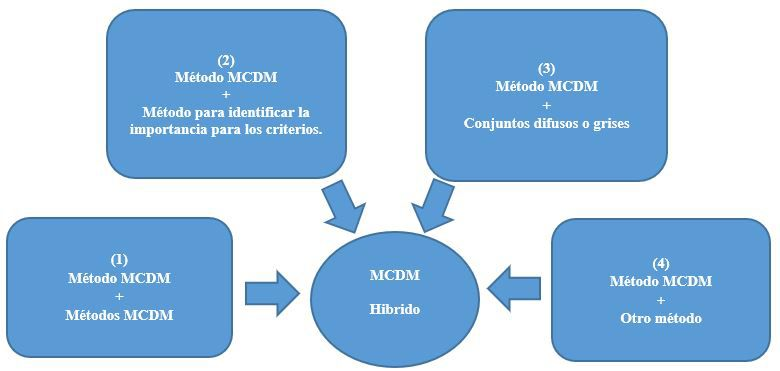 (2)
Método MCDM
+
Método para identificar la
importancia para los criterios.
(3)
Método MCDM
+
Conjuntos difusos o grises
(1)
Método MCDM
+
Métodos MCDM
MCDM
Híbrido
(4)
Método MCDM
+
Otro método